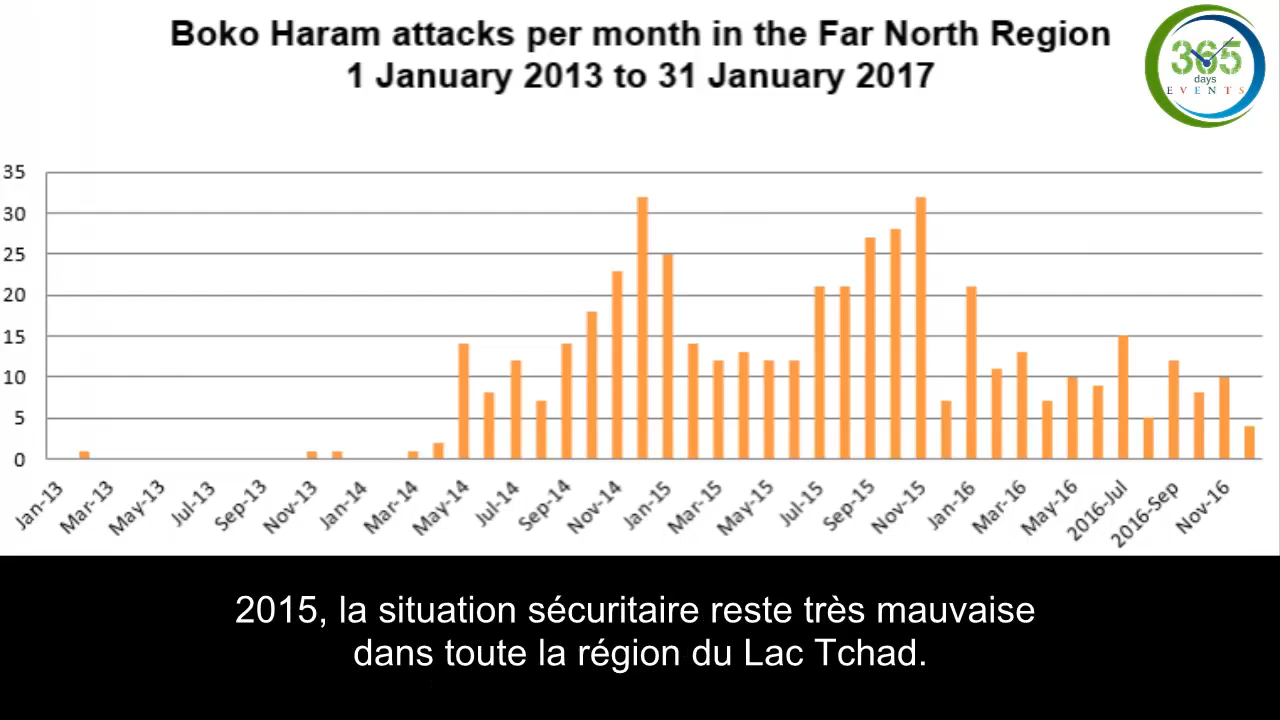 Boko Haram attacks per month in the Far North Region
1 January 2013 to 31 January 2017
365
days
EVENTS
35
30
25
20
15
10
5
0
Jan-13
Mar-13
May-13
Jul-13
Sep-13
Nov-13
Jan-14
Mar-14
May-14
Jul-14
Sep-14
Nov-14
Jan-15
Mar-15
May-15
Jul-15
Sep-15
Nov-15
Jan-16
Mar-16
May-16
2016-Jul
2016-Sep
Nov-16
2015, la situation sécuritaire reste très mauvaise
dans toute la région du Lac Tchad.